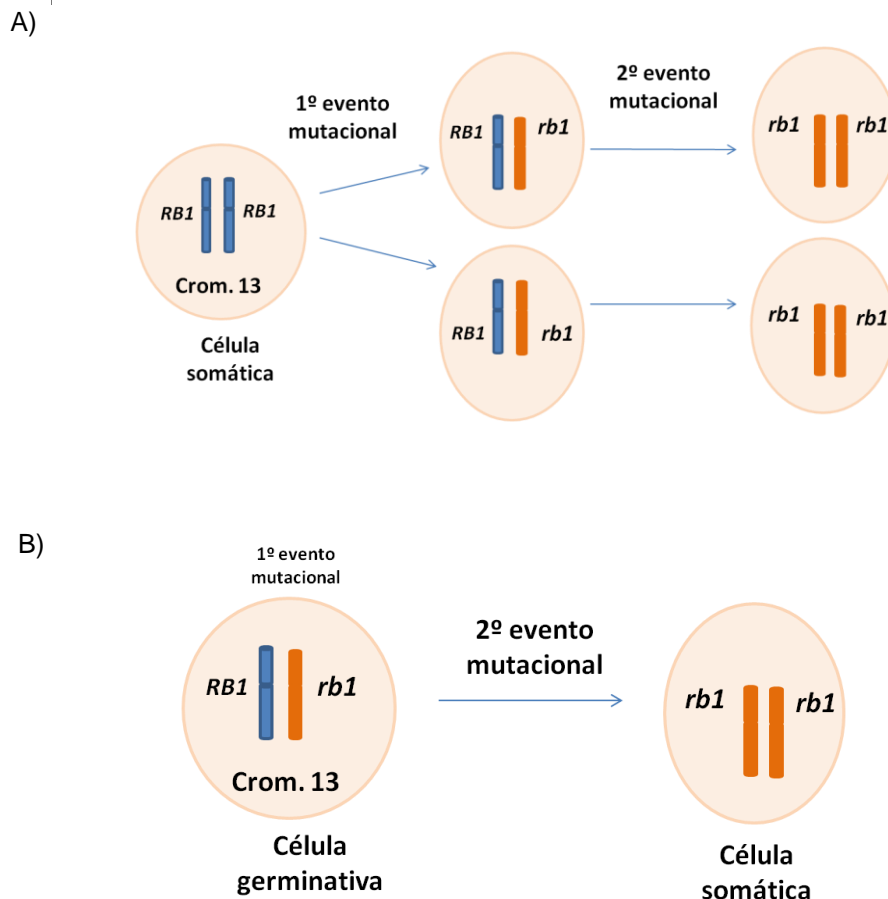 A)
1º evento
mutacional
2º evento
mutacional
RB1 rb1
rb1 rb1
RB1 RB1
Crom. 13
Célula
somática
RB1 rb1
rb1 rb1
B)
1º evento
mutacional
2º evento
mutacional
RB1 rb1
Crom. 13
rb1 rb1
Célula
germinativa
Célula
somática